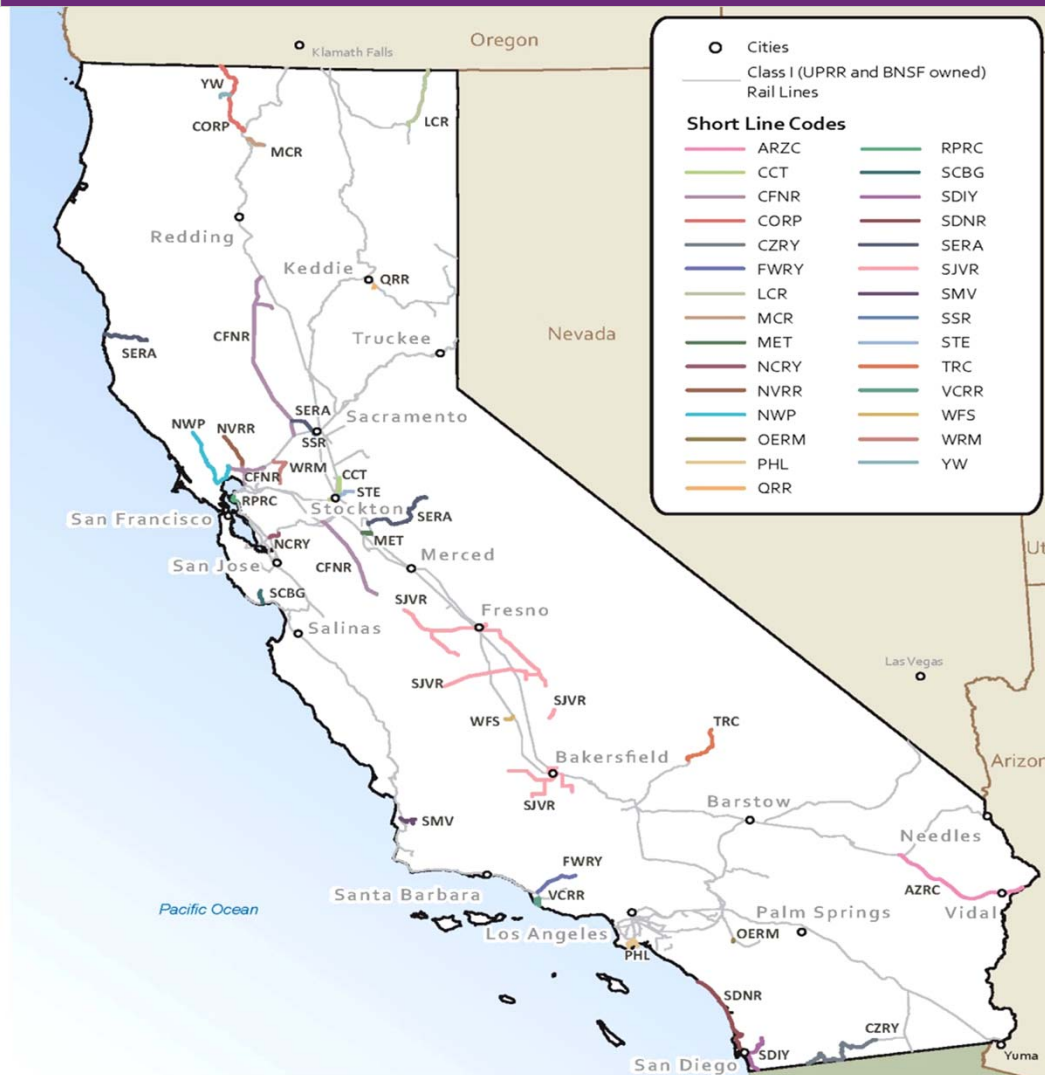 Oregon
Klamath Falls
YW
CORP
MCR
LCR
Redding
Keddie
QRR
CFNR
Truckee
Nevada
SERA
SERA
Sacramento
SSR
NWP
NVRR
CFNR
WRM
CCT
STE
RPRC
Stockton
SERA
San Francisco
NCRY
MET
Merced
San Jose
CFNR
SCBG
SJVR
Fresno
Salinas
SJVR
SJVR
WFS
TRC
Las Vegas
Bakersfield
SJVR
Barstow
SMV
Needles
FWRY
Santa Barbara
VCRR
AZRC
Vidal
Pacific Ocean
Palm Springs
Los Angeles
OERM
PHL
SDNR
CZRY
San Diego
SDIY
Yuma
Ut
Arizon
Cities
Class I (UPRR and BNSF owned)
Rail Lines
Short Line Codes
ARZC
CCT
CFNR
CORP
CZRY
FWRY
LCR
MCR
MET
NCRY
NVRR
NWP
OERM
PHL
QRR
RPRC
SCBG
SDIY
SDNR
SERA
SJVR
SMV
SSR
STE
TRC
VCRR
WFS
WRM
YW